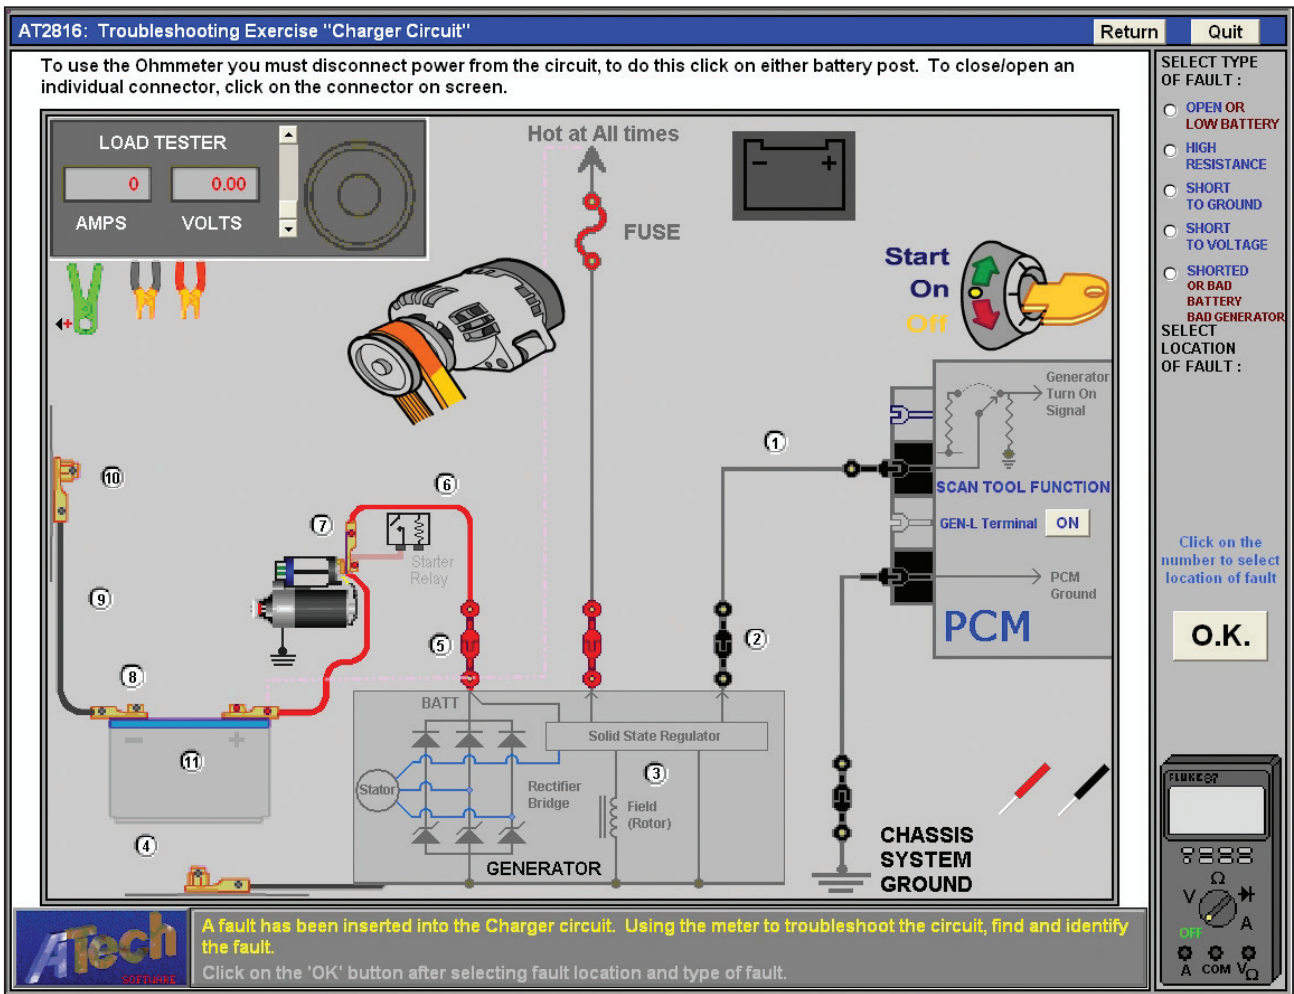 AT2816: Troubleshooting Exercise "Charger Circuit"
Return
Quit
To use the Ohmmeter you must disconnect power from the circuit, to do this click on either battery post. To close/open an
individual connector, click on the connector on screen.
SELECT TYPE
OF FAULT :
OPEN OR
LOW BATTERY
HIGH
RESISTANCE
SHORT
TO GROUND
SHORT
TO VOLTAGE
SHORTED
OR BAD
BATTERY
BAD GENERATOR
SELECT
LOCATION
OF FAULT :
Click on the
number to select
location of fault
O.K.
LOAD TESTER
0
0.00
AMPS
VOLTS
Hot at All times
FUSE
- +
Start
On
Off
Generator
Turn On
Signal
SCAN TOOL FUNCTION
GEN-L Terminal
ON
PCM
Ground
PCM
1
2
3
4
5
6
7
8
9
10
11
Starter
Relay
- +
BATT
Solid State Regulator
Stator
Rectifier
Bridge
Field
(Rotor)
GENERATOR
CHASSIS
SYSTEM
GROUND
FLUKE 87
Ω
V
A
OFF
A COM VΩ
ATech
SOFTWARE
A fault has been inserted into the Charger circuit. Using the meter to troubleshoot the circuit, find and identify
the fault.
Click on the 'OK' button after selecting fault location and type of fault.